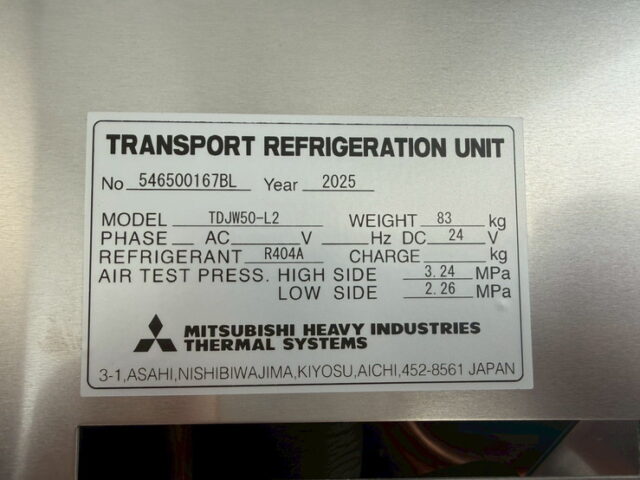 TRANSPORT REFRIGERATION UNIT
No 546500167BL Year 2025
MODEL TDJW50-L2 WEIGHT 83 kg
PHASE AC V Hz DC 24 V
REFRIGERANT R404A CHARGE kg
AIR TEST PRESS. HIGH SIDE 3.24 MPa
LOW SIDE 2.26 MPa
MITSUBISHI HEAVY INDUSTRIES
THERMAL SYSTEMS
3-1,ASAHI,NISHIBIWAJIMA,KIYOSU,AICHI,452-8561 JAPAN